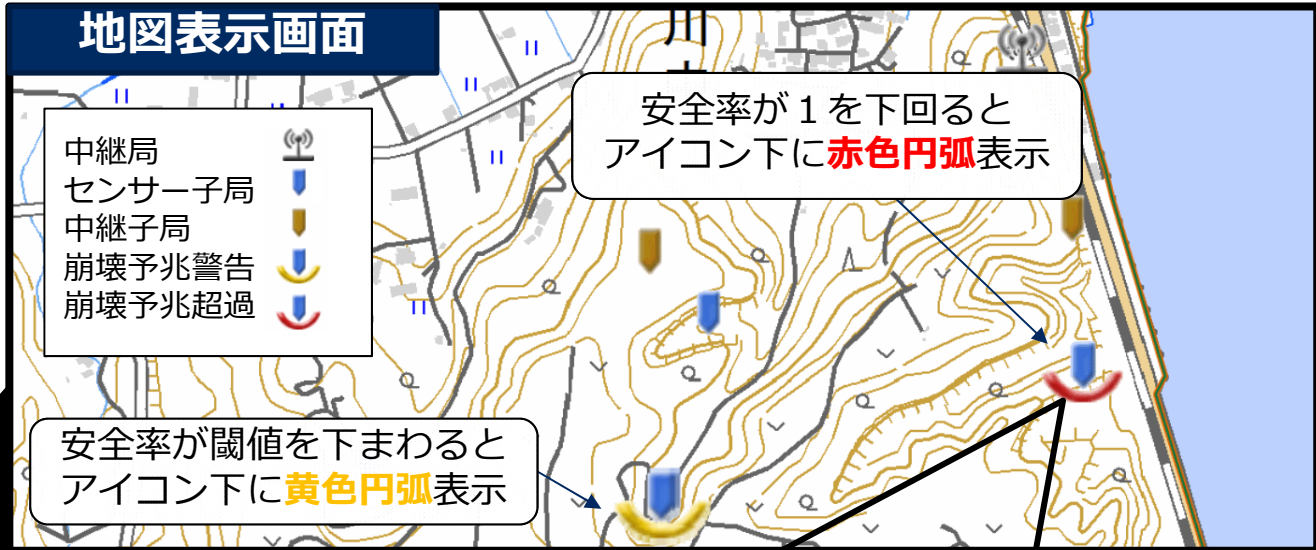 地図表示画面
川
中継局
センサー子局
中継子局
崩壊予兆警告
崩壊予兆超過
安全率が１を下回ると
アイコン下に赤色円弧表示
安全率が閾値を下まわると
アイコン下に黄色円弧表示